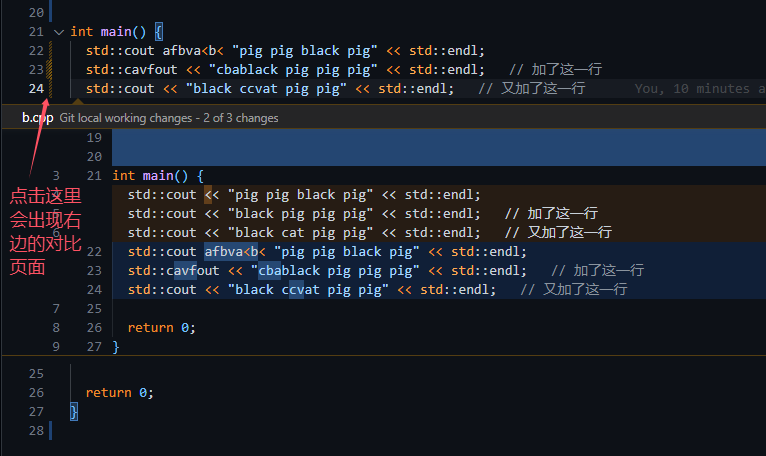 20
21 int main() {
22 std::cout afbva<b< "pig pig black pig" << std::endl;
23 std::cavfout << "cbablack pig pig pig" << std::endl; // 加了这一行
24 std::cout << "black ccvat pig pig" << std::endl; // 又加了这一行 You, 10 minutes a
b.cpp Git local working changes - 2 of 3 changes
19
20
3 21 int main() {
std::cout << "pig pig black pig" << std::endl;
std::cout << "black pig pig pig" << std::endl; // 加了这一行
6 std::cout << "black cat pig pig" << std::endl; // 又加了这一行
22 std::cout afbva<b< "pig pig black pig" << std::endl;
23 std::cavfout << "cbablack pig pig pig" << std::endl; // 加了这一行
24 std::cout << "black ccvat pig pig" << std::endl; // 又加了这一行
7 25
8 26 return 0;
9 27 }
点击这里
会出现右
边的对比
页面
25
26 return 0;
27 }
28